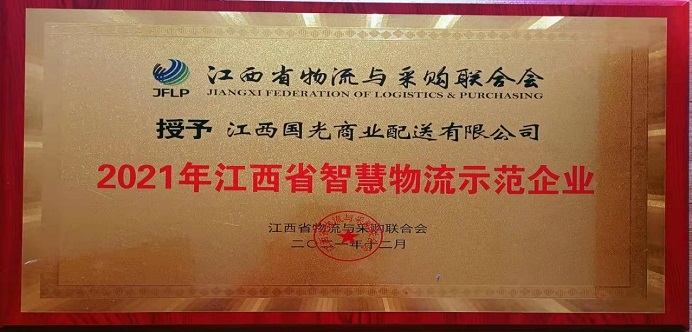 江西省物流与采购联合会
JFLP
JIANGXI FEDERATION OF LOGISTICS & PURCHASING
授予 江西国光商业配送有限公司
2021年江西省智慧物流示范企业
江西省物流与采购联合会
二〇二一年十二月